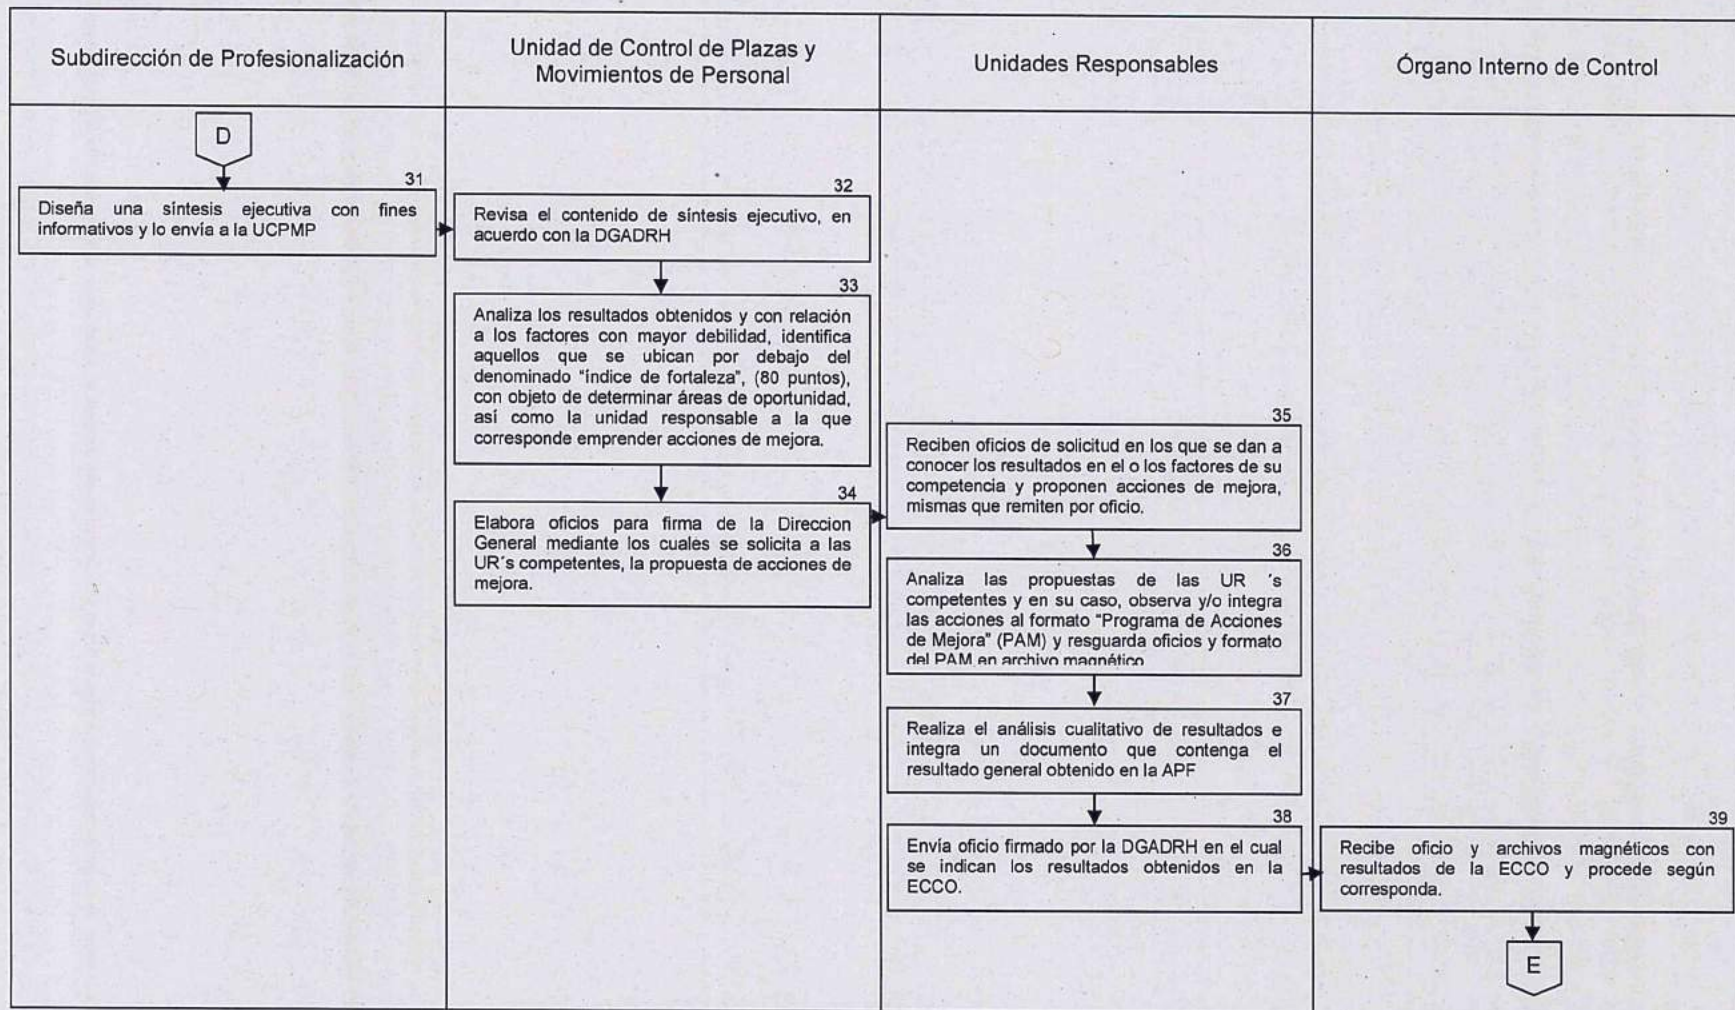 Subdirección de Profesionalización
Unidad de Control de Plazas y
Movimientos de Personal
Unidades Responsables
Órgano Interno de Control
D
31
Diseña una síntesis ejecutiva con fines
informativos y lo envía a la UCPMP
32
Revisa el contenido de síntesis ejecutivo, en
acuerdo con la DGADRH
33
Analiza los resultados obtenidos y con relación
a los factores con mayor debilidad, identifica
aquellos que se ubican por debajo del
denominado "índice de fortaleza", (80 puntos),
con objeto de determinar áreas de oportunidad,
así como la unidad responsable a la que
corresponde emprender acciones de mejora.
34
Elabora oficios para firma de la Direccion
General mediante los cuales se solicita a las
UR´s competentes, la propuesta de acciones de
mejora.
35
Reciben oficios de solicitud en los que se dan a
conocer los resultados en el o los factores de su
competencia y proponen acciones de mejora,
mismas que remiten por oficio.
36
Analiza las propuestas de las UR ´s
competentes y en su caso, observa y/o integra
las acciones al formato "Programa de Acciones
de Mejora" (PAM) y resguarda oficios y formato
del PAM en archivo magnético
37
Realiza el análisis cualitativo de resultados e
integra un documento que contenga el
resultado general obtenido en la APF
38
Envía oficio firmado por la DGADRH en el cual
se indican los resultados obtenidos en la
ECCO.
39
Recibe oficio y archivos magnéticos con
resultados de la ECCO y procede según
corresponda.
E